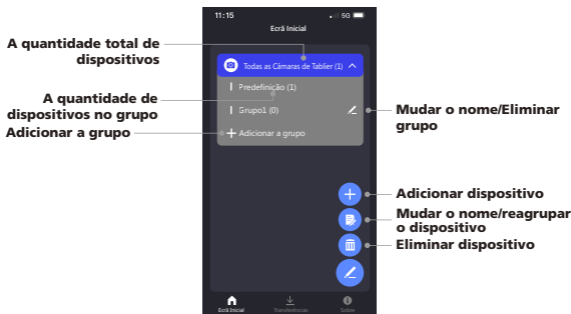 11:15
5G
Ecrã Inicial
A quantidade total de
dispositivos
Todas as Câmaras de Tablier (1)
Predefinição (1)
A quantidade de
dispositivos no grupo
Grupo1 (0)
Mudar o nome/Eliminar
grupo
Adicionar a grupo
Adicionar a grupo
Adicionar dispositivo
Mudar o nome/reagrupar
o dispositivo
Eliminar dispositivo
Ecrã Inicial
Transferências
Sobre